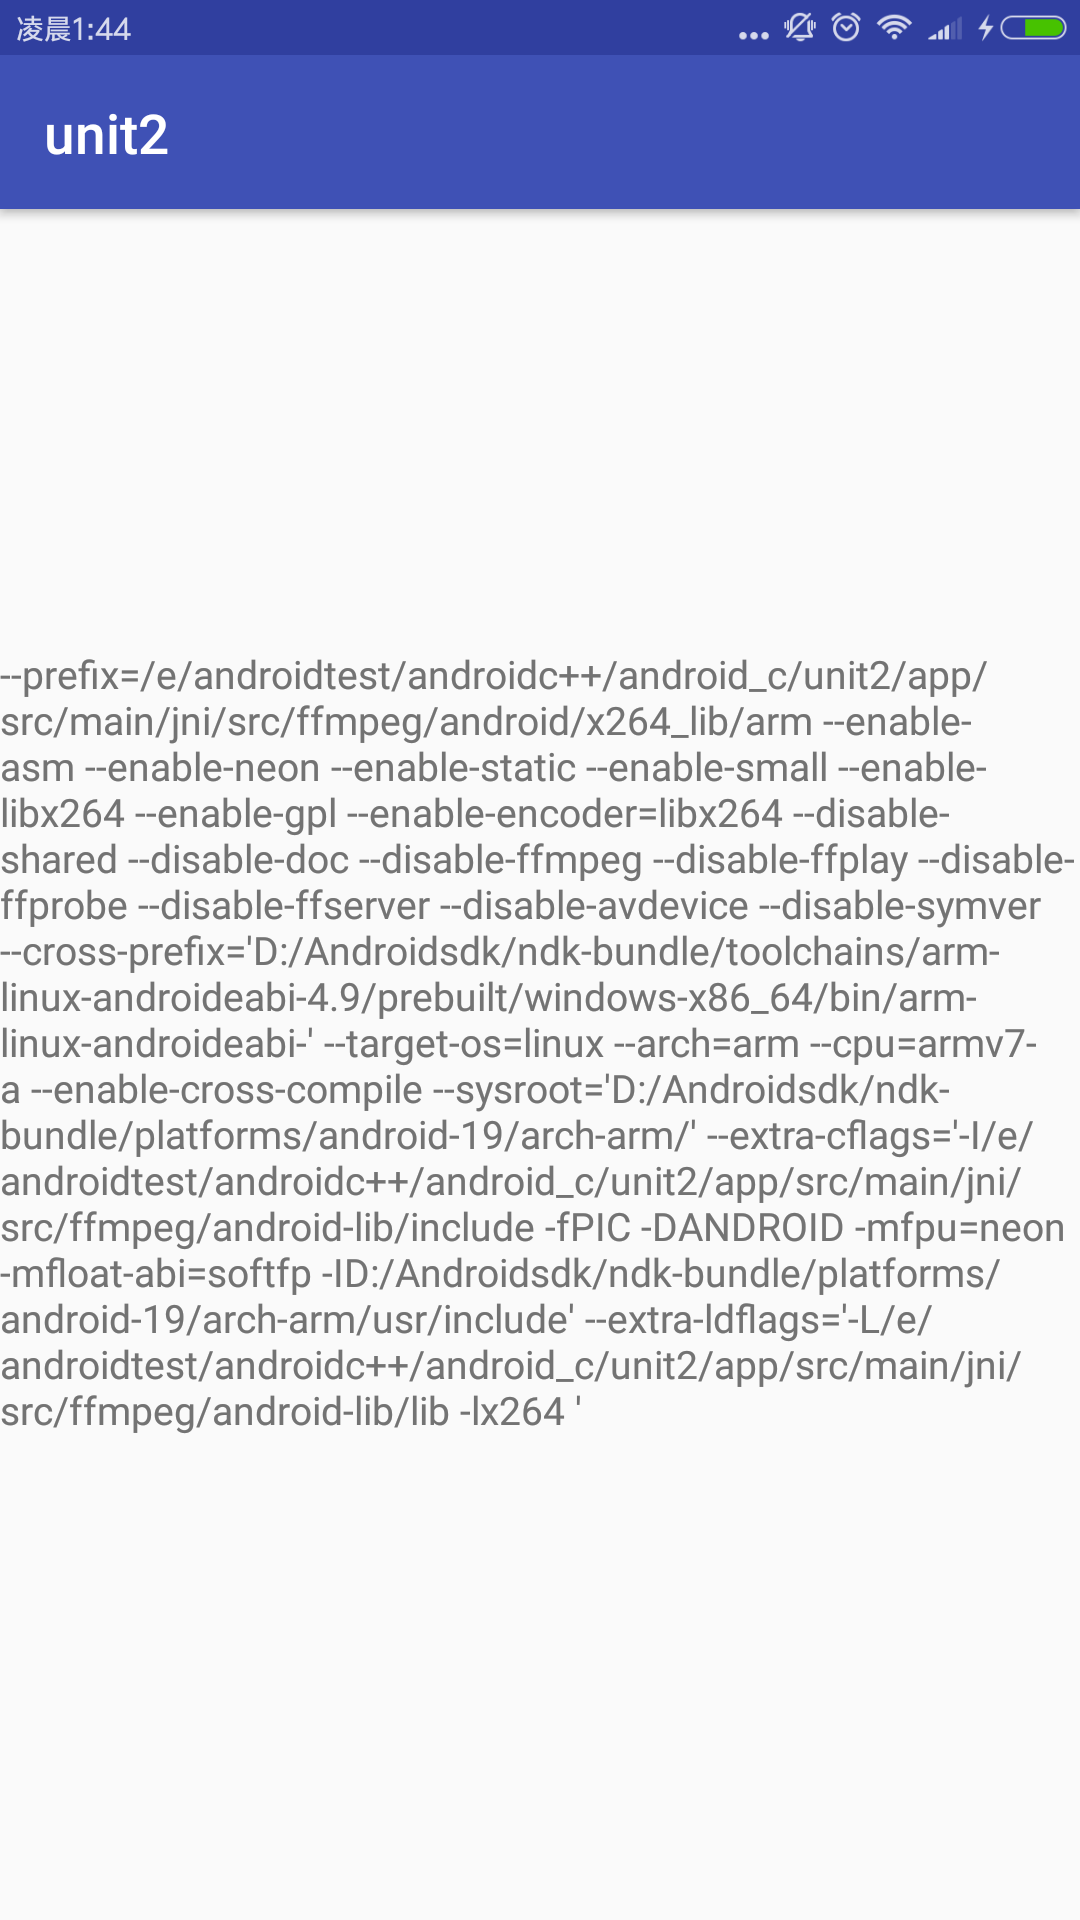 凌晨1:44
unit2
--prefix=/e/androidtest/androidc++/android_c/unit2/app/
src/main/jni/src/ffmpeg/android/x264_lib/arm --enable-
asm --enable-neon --enable-static --enable-small --enable-
libx264 --enable-gpl --enable-encoder=libx264 --disable-
shared --disable-doc --disable-ffmpeg --disable-ffplay --disable-
ffprobe --disable-ffserver --disable-avdevice --disable-symver
--cross-prefix='D:/Androidsdk/ndk-bundle/toolchains/arm-
linux-androideabi-4.9/prebuilt/windows-x86_64/bin/arm-
linux-androideabi-' --target-os=linux --arch=arm --cpu=armv7-
a --enable-cross-compile --sysroot='D:/Androidsdk/ndk-
bundle/platforms/android-19/arch-arm/' --extra-cflags='-I/e/
androidtest/androidc++/android_c/unit2/app/src/main/jni/
src/ffmpeg/android-lib/include -fPIC -DANDROID -mfpu=neon
-mfloat-abi=softfp -ID:/Androidsdk/ndk-bundle/platforms/
android-19/arch-arm/usr/include' --extra-ldflags='-L/e/
androidtest/androidc++/android_c/unit2/app/src/main/jni/
src/ffmpeg/android-lib/lib -lx264 '